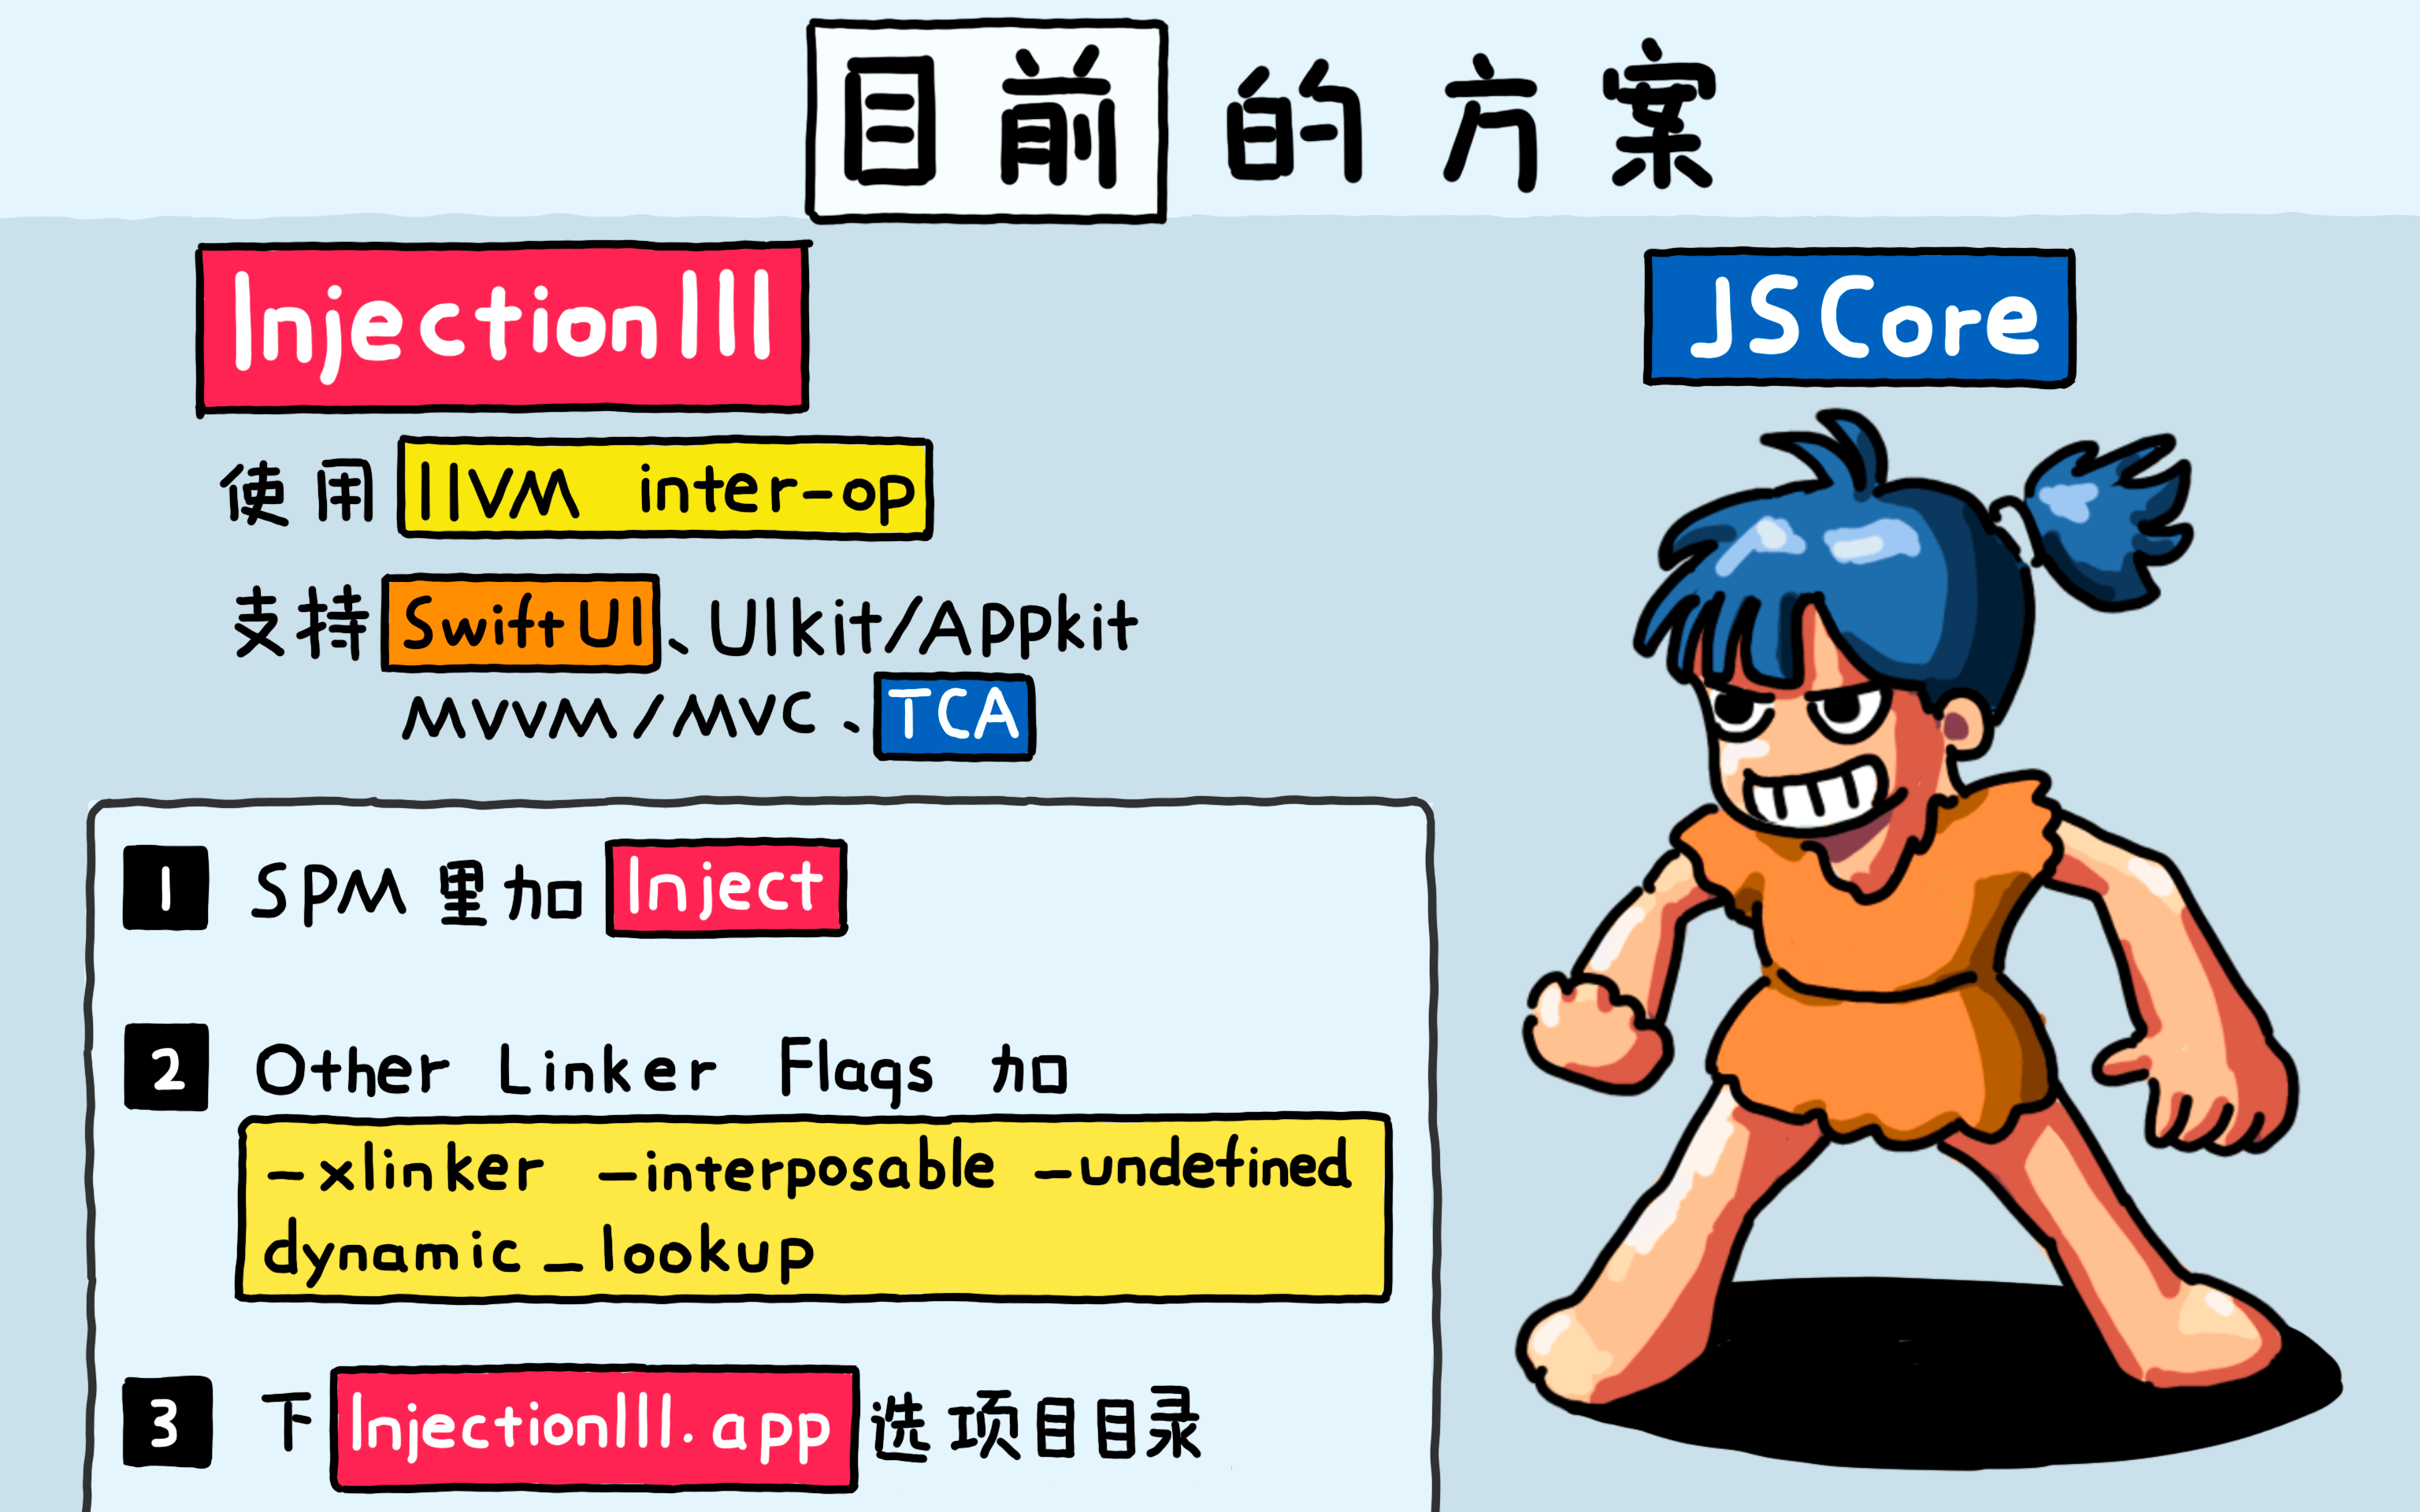 目前的方案
InjectionIII
使用 llVM inter-op
支持 SwiftUI、UIkit/Appkit
MVVM/MVC、TCA
1 SPM 里加 Inject
2 Other Linker Flags 加
-xlinker -interposable -undefined
dynamic_lookup
3 下 InjectionIII.app 选项目目录
JSCore